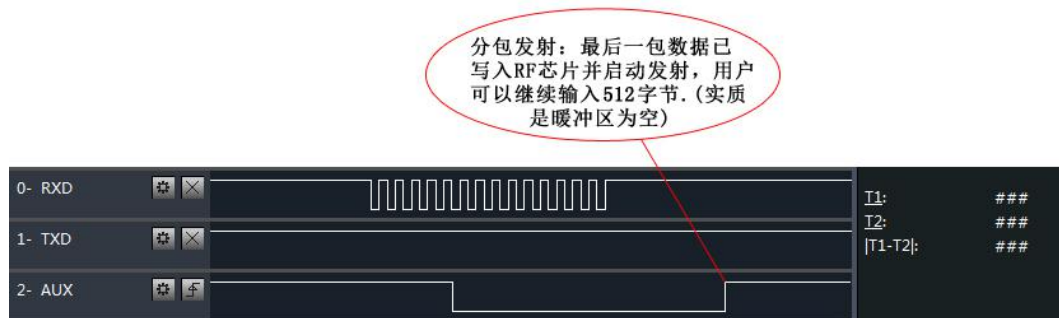 分包发射：最后一包数据已
写入RF芯片并启动发射，用户
可以继续输入512字节.(实质
是暖冲区为空)
0- RXD
T1: ###
1- TXD
T2: ###
|T1-T2|: ###
2- AUX